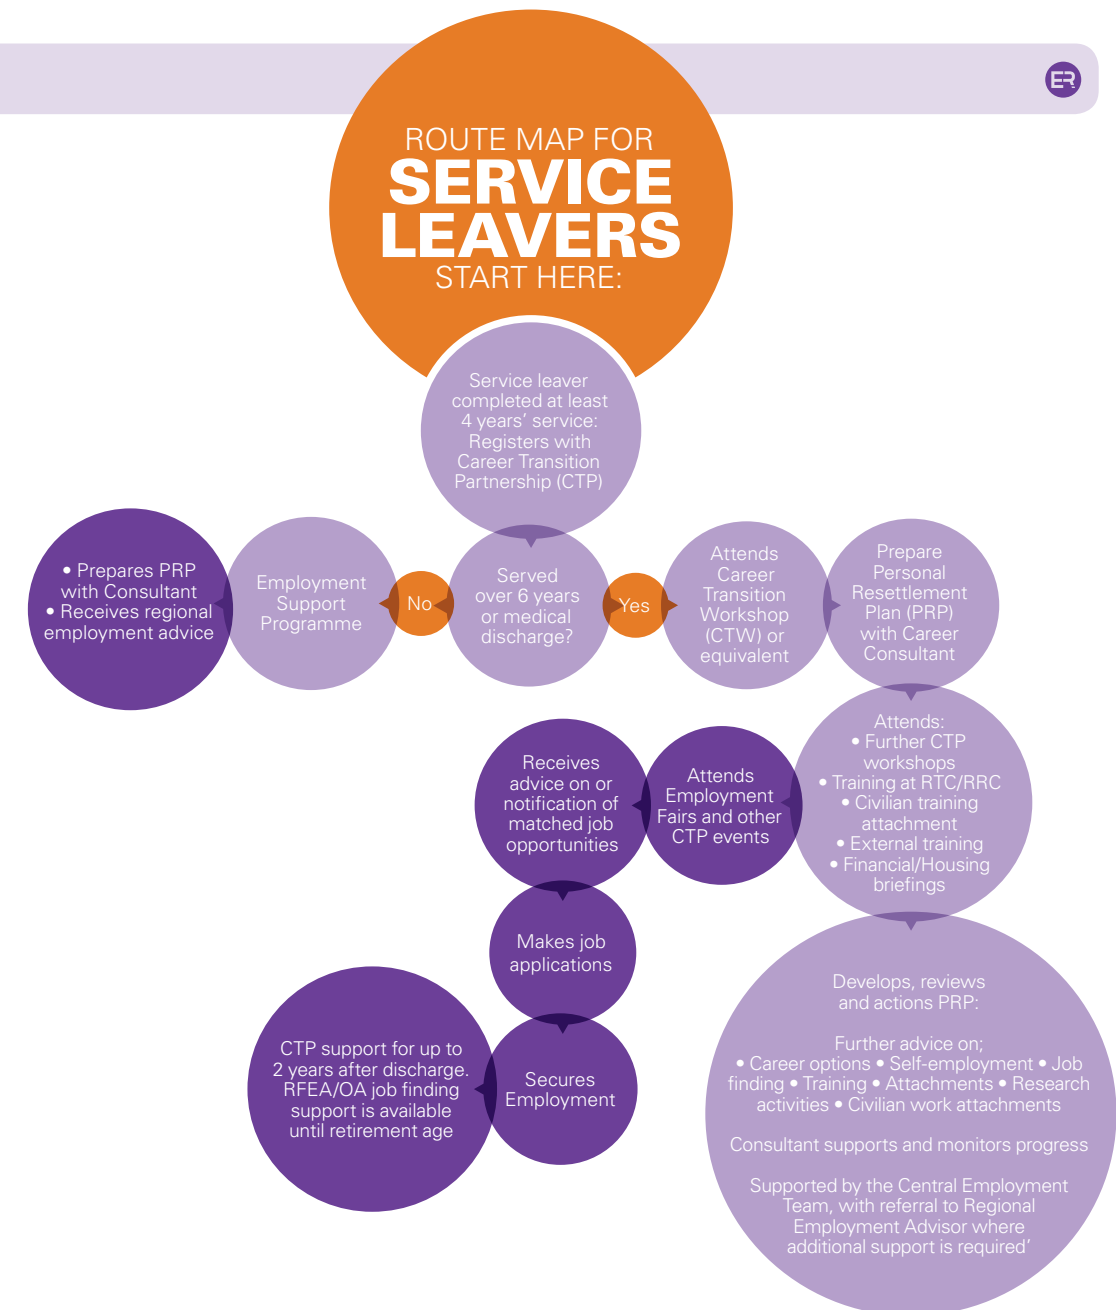 ER
ROUTE MAP FOR
SERVICE
LEAVERS
START HERE:
Service leaver
completed at least
4 years’ service:
Registers with
Career Transition
Partnership (CTP)
Served
over 6 years
or medical
discharge?
No
Employment
Support
Programme
• Prepares PRP
with Consultant
• Receives regional
employment advice
Yes
Attends
Career
Transition
Workshop
(CTW) or
equivalent
Prepare
Personal
Resettlement
Plan (PRP)
with Career
Consultant
Attends:
• Further CTP
workshops
• Training at RTC/RRC
• Civilian training
attachment
• External training
• Financial/Housing
briefings
Attends
Employment
Fairs and other
CTP events
Receives
advice on or
notification of
matched job
opportunities
Makes job
applications
Secures
Employment
CTP support for up to
2 years after discharge.
RFEA/OA job finding
support is available
until retirement age
Develops, reviews
and actions PRP:
Further advice on;
• Career options • Self-employment • Job
finding • Training • Attachments • Research
activities • Civilian work attachments
Consultant supports and monitors progress
Supported by the Central Employment
Team, with referral to Regional
Employment Advisor where
additional support is required’